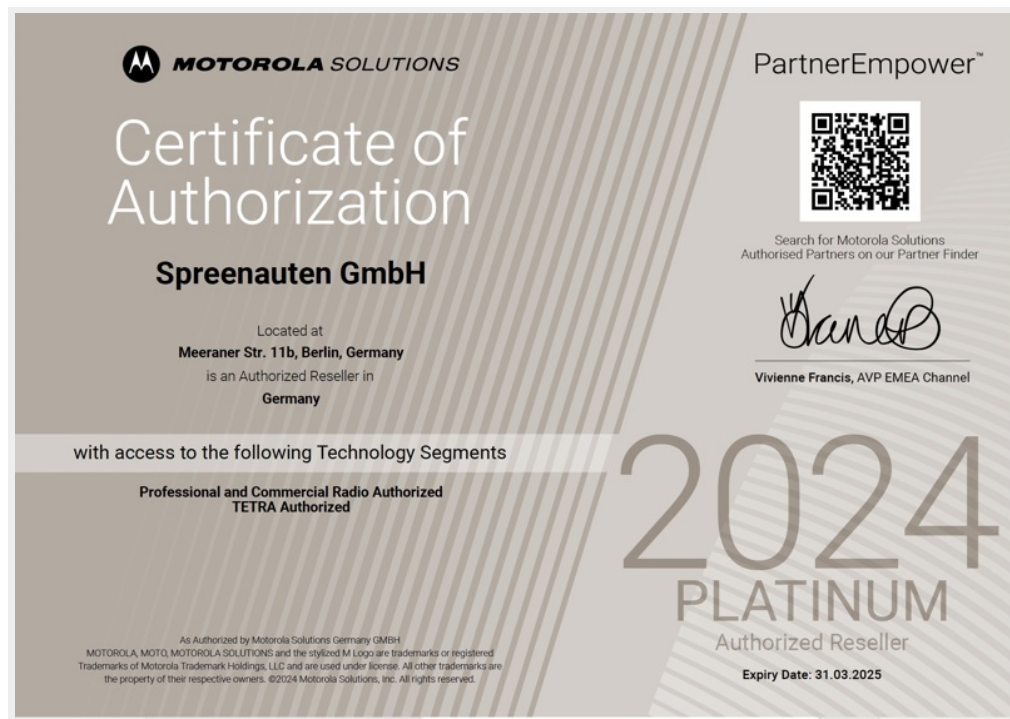 MOTOROLA SOLUTIONS
Certificate of
Authorization
Spreenauten GmbH
Located at
Meeraner Str. 11b, Berlin, Germany
is an Authorized Reseller in
Germany
with access to the following Technology Segments
Professional and Commercial Radio Authorized
TETRA Authorized
As Authorized by Motorola Solutions Germany GMBH
MOTOROLA, MOTO, MOTOROLA SOLUTIONS and the stylized M Logo are trademarks or registered
Trademarks of Motorola Trademark Holdings, LLC and are used under license. All other trademarks are
the property of their respective owners. ©2024 Motorola Solutions, Inc. All rights reserved.
PartnerEmpower™
Search for Motorola Solutions
Authorised Partners on our Partner Finder
Vivienne Francis, AVP EMEA Channel
2024
PLATINUM
Authorized Reseller
Expiry Date: 31.03.2025